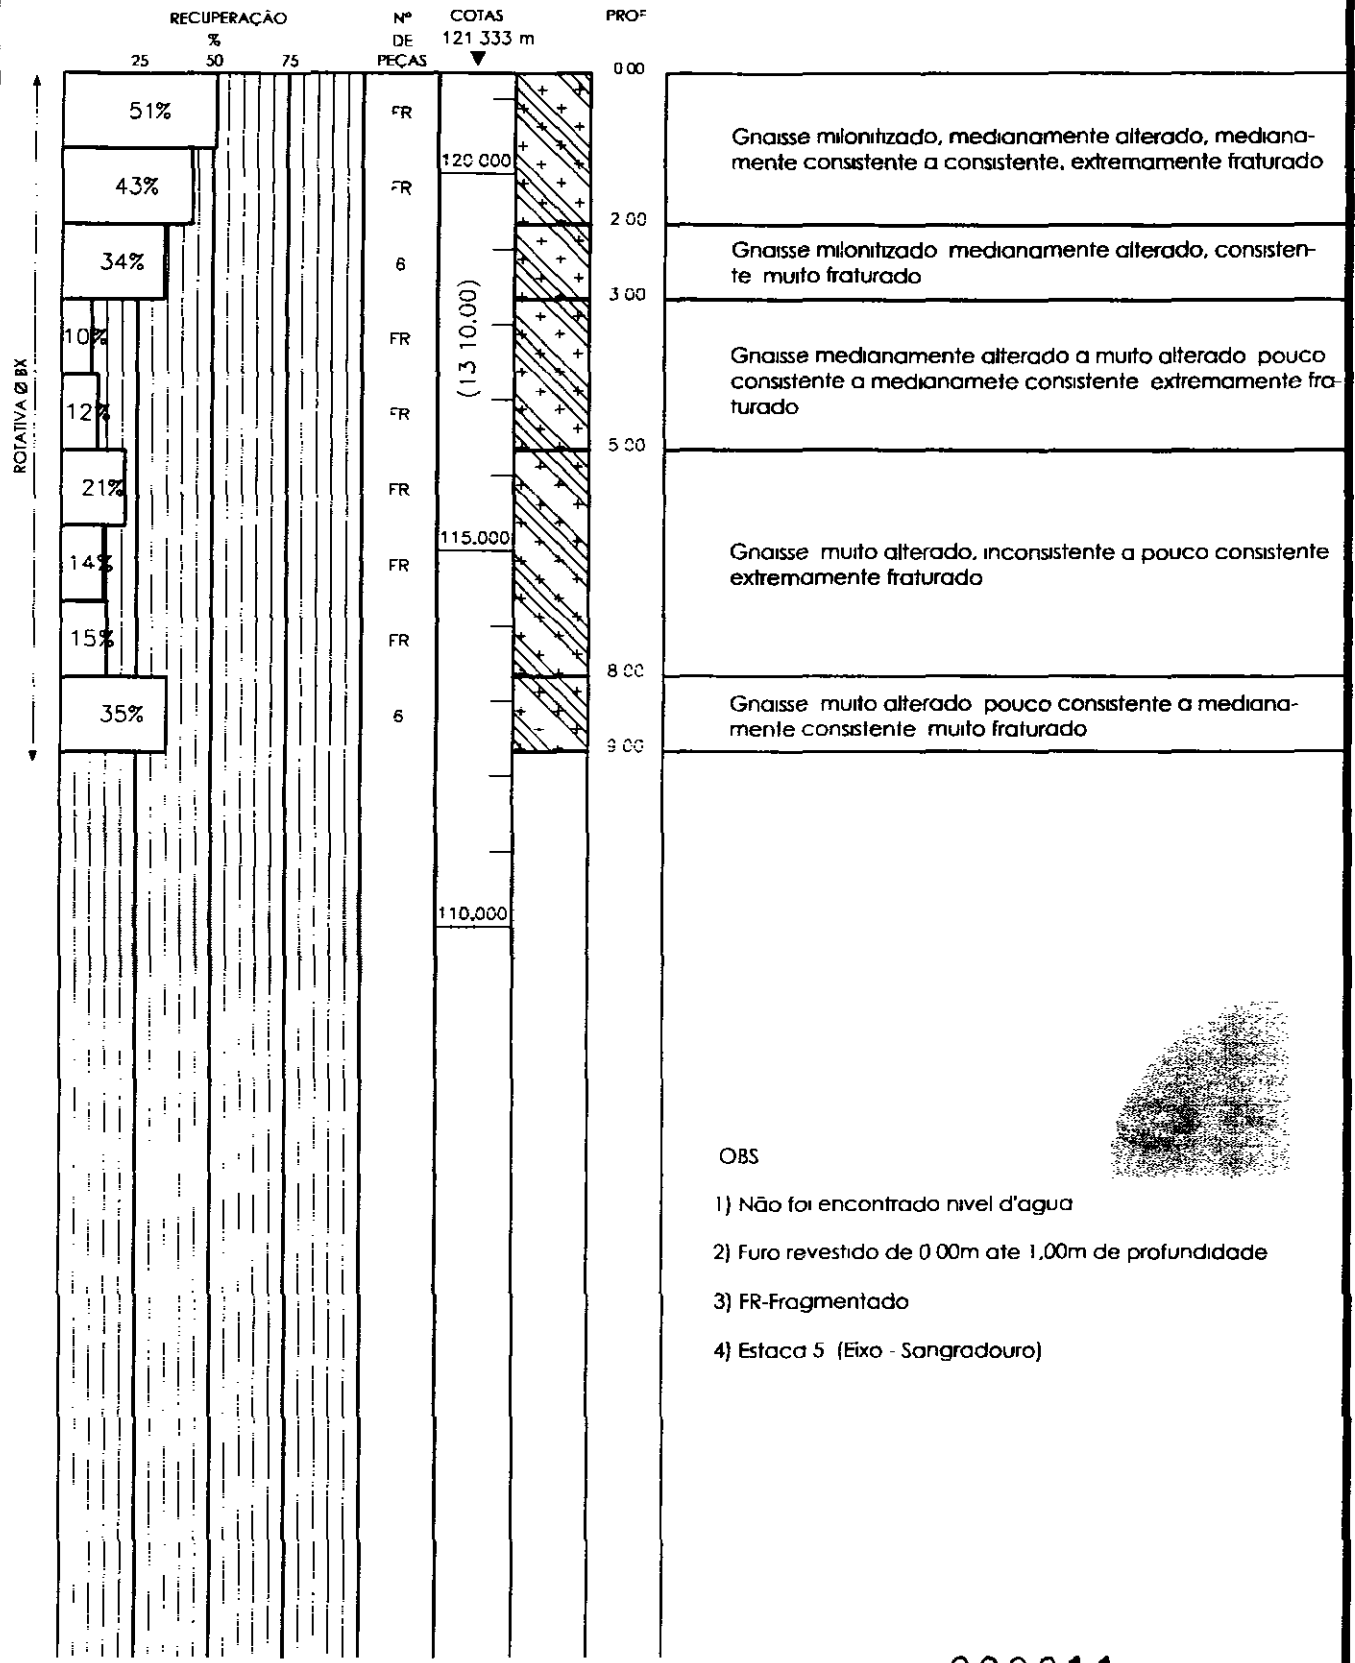 RECUPERAÇÃO
%
25 50 75
Nº
DE
PEÇAS
COTAS
121 333 m
PROF
0 00
51% FR
Gnaisse milonitizado, medianamente alterado, mediana-
mente consistente a consistente, extremamente fraturado
120 000
43% FR
2 00
34% 6
Gnaisse milonitizado medianamente alterado, consisten-
te muito fraturado
3 00
(13 10.00)
10% FR
Gnaisse medianamente alterado a muito alterado pouco
consistente a medianamete consistente extremamente fra-
turado
12% FR
ROTATIVA Ø BX
5 00
21% FR
115.000
14% FR
Gnaisse muito alterado, inconsistente a pouco consistente
extremamente fraturado
15% FR
8 00
35% 6
Gnaisse muito alterado pouco consistente a mediana-
mente consistente muito fraturado
9 00
110.000
OBS
1) Não foi encontrado nivel d'agua
2) Furo revestido de 0 00m ate 1,00m de profundidade
3) FR-Fragmentado
4) Estaca 5 (Eixo - Sangradouro)